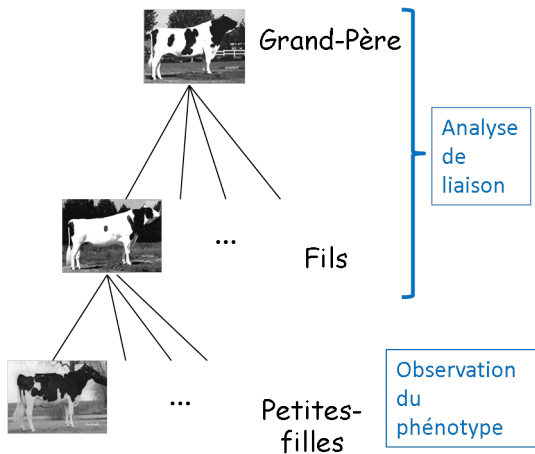 Grand-Père
Analyse
de
liaison
...
Fils
Observation
du
phénotype
...
Petites-
filles